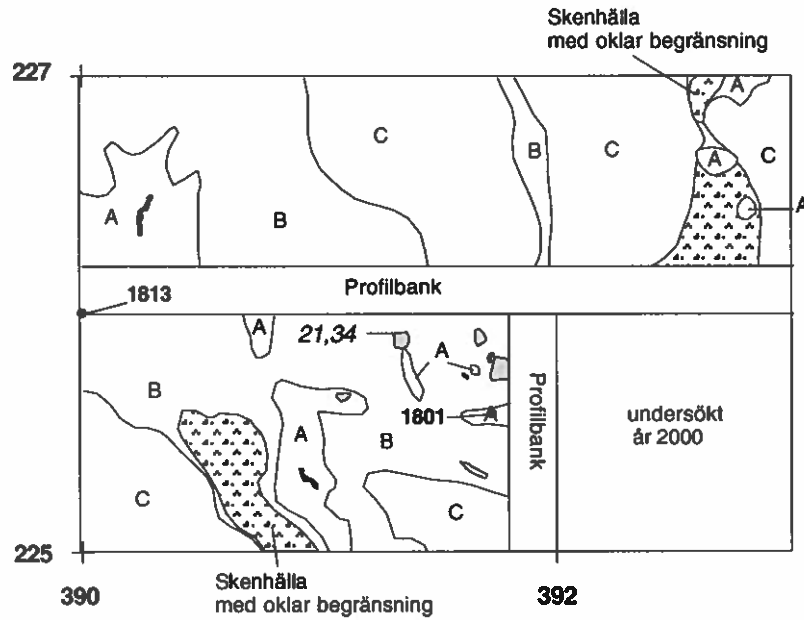 Skenhälla
med oklar begränsning
227
A
C
B
C
A
C
A
B
A
Profilbank
1813
A
21,34
A
B
1801
A
Profilbank
undersökt
år 2000
A
B
C
C
225
Skenhälla
med oklar begränsning
390
392